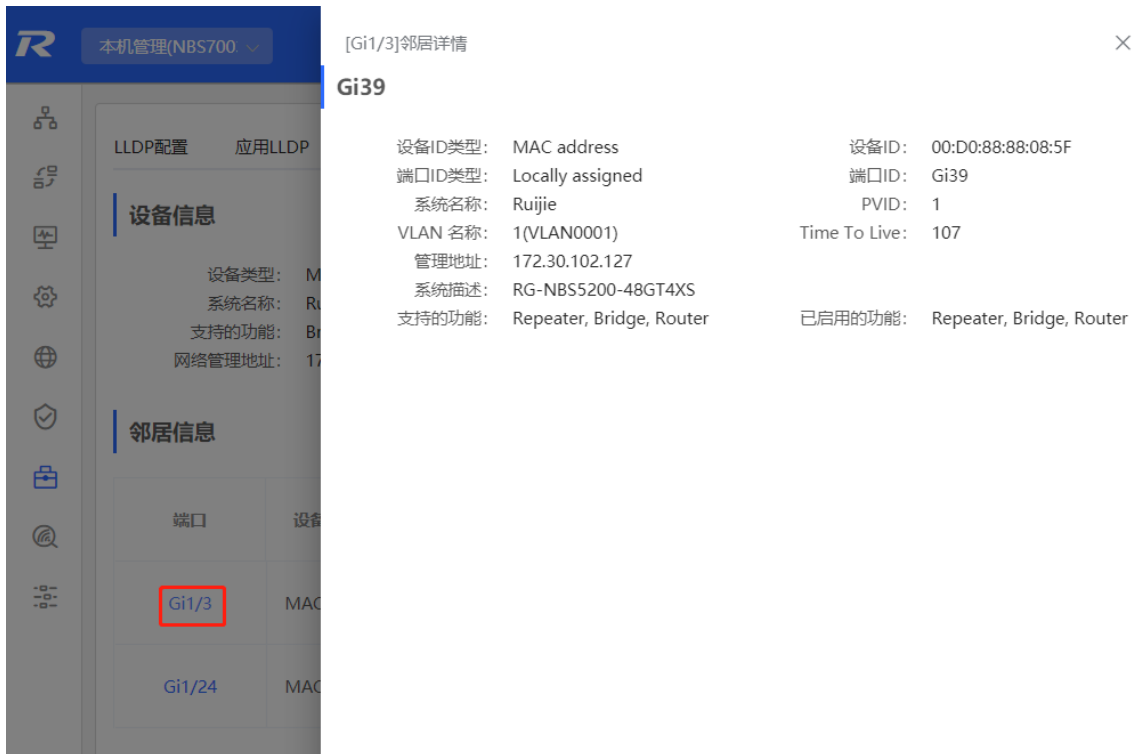 本机管理(NBS700
[Gi1/3]邻居详情
Gi39
设备ID类型: MAC address 设备ID: 00:D0:88:88:08:5F
端口ID类型: Locally assigned 端口ID: Gi39
系统名称: Ruijie PVID: 1
VLAN 名称: 1(VLAN0001) Time To Live: 107
管理地址: 172.30.102.127
系统描述: RG-NBS5200-48GT4XS
支持的功能: Repeater, Bridge, Router 已启用的功能: Repeater, Bridge, Router
LLDP配置 应用LLDP
设备信息
设备类型: M
系统名称: Ru
支持的功能: Br
网络管理地址: 17
邻居信息
端口 设备
Gi1/3 MAC
Gi1/24 MAC